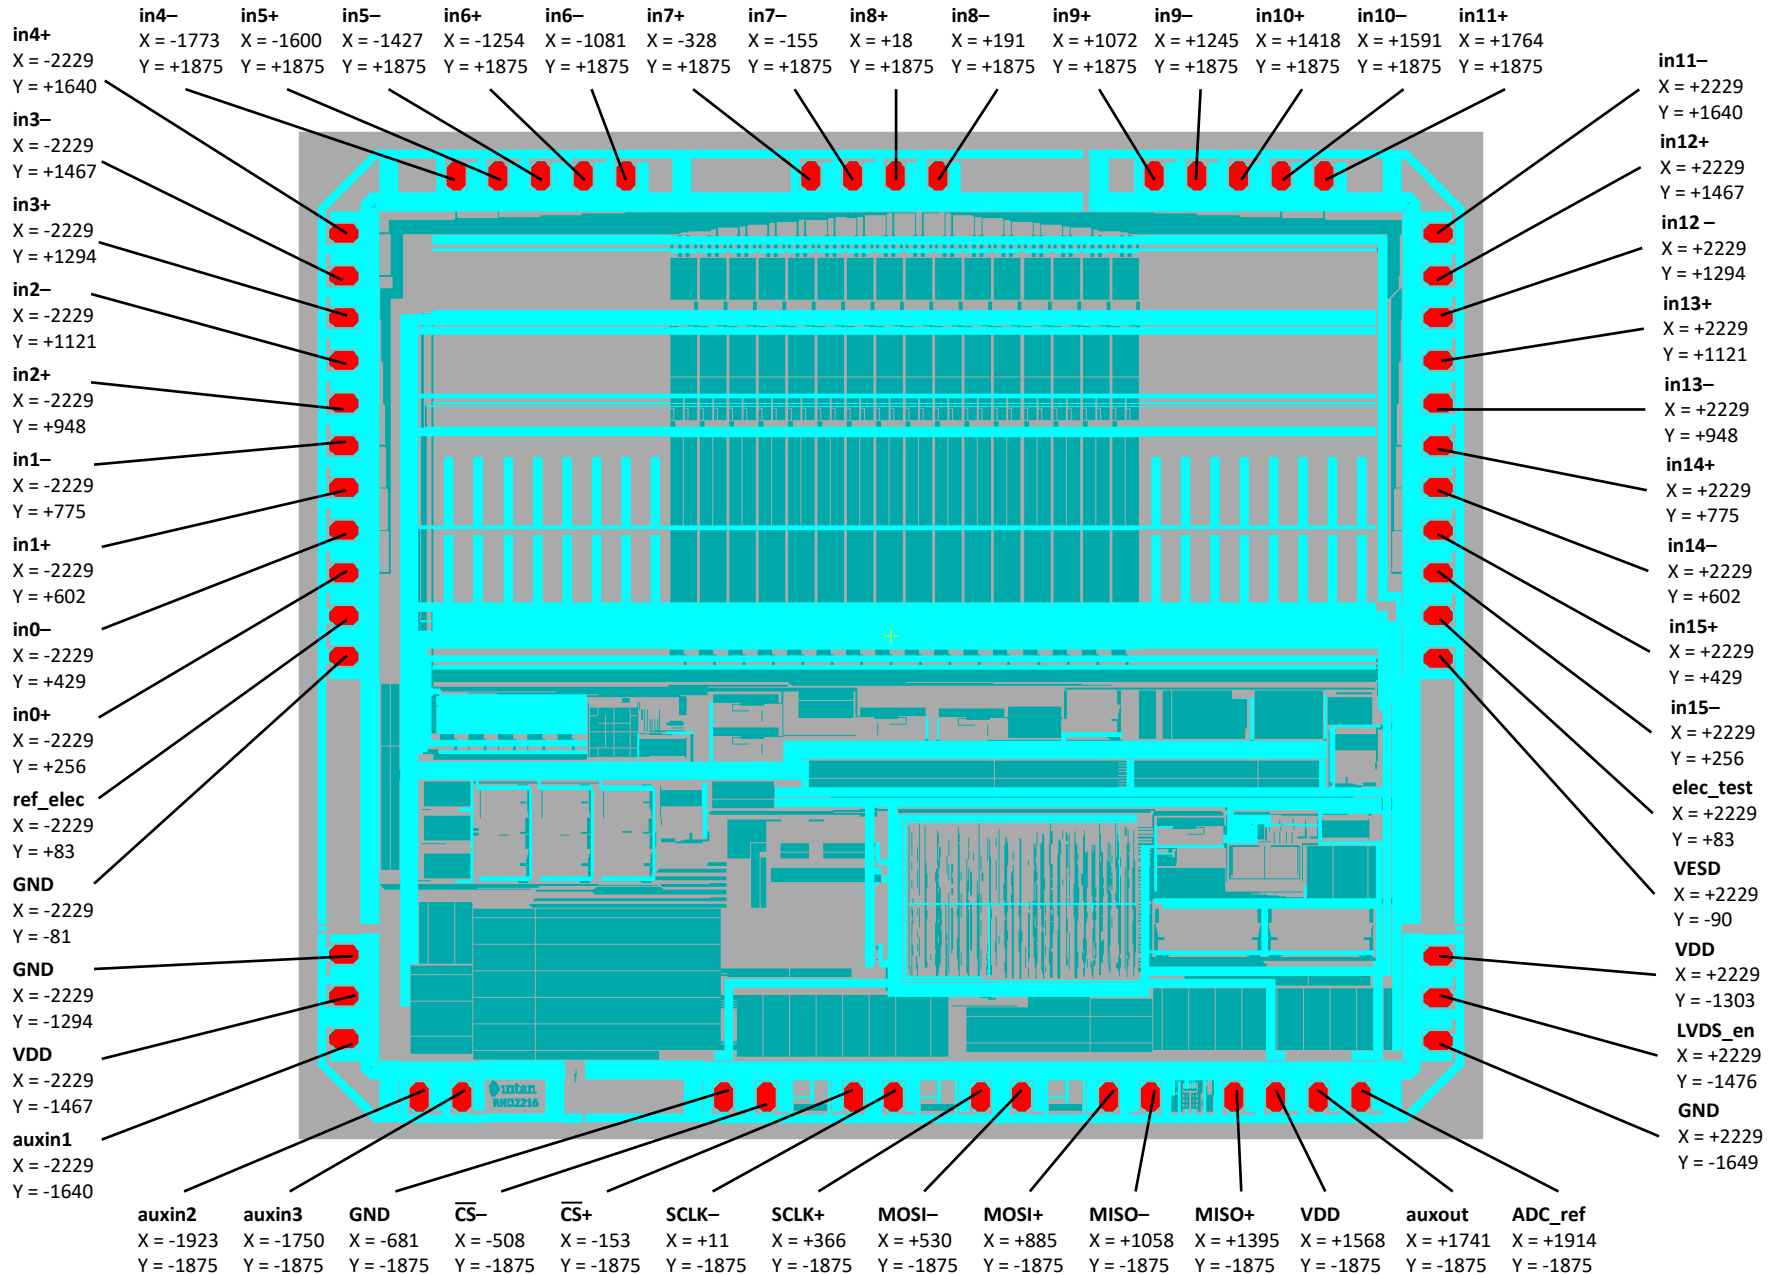 in4–
X = -1773
Y = +1875
in5+
X = -1600
Y = +1875
in5–
X = -1427
Y = +1875
in6+
X = -1254
Y = +1875
in6–
X = -1081
Y = +1875
in7+
X = -328
Y = +1875
in7–
X = -155
Y = +1875
in8+
X = +18
Y = +1875
in8–
X = +191
Y = +1875
in9+
X = +1072
Y = +1875
in9–
X = +1245
Y = +1875
in10+
X = +1418
Y = +1875
in10–
X = +1591
Y = +1875
in11+
X = +1764
Y = +1875
in4+
X = -2229
Y = +1640
in3–
X = -2229
Y = +1467
in3+
X = -2229
Y = +1294
in2–
X = -2229
Y = +1121
in2+
X = -2229
Y = +948
in1–
X = -2229
Y = +775
in1+
X = -2229
Y = +602
in0–
X = -2229
Y = +429
in0+
X = -2229
Y = +256
ref_elec
X = -2229
Y = +83
GND
X = -2229
Y = -81
GND
X = -2229
Y = -1294
VDD
X = -2229
Y = -1467
auxin1
X = -2229
Y = -1640
in11–
X = +2229
Y = +1640
in12+
X = +2229
Y = +1467
in12 –
X = +2229
Y = +1294
in13+
X = +2229
Y = +1121
in13–
X = +2229
Y = +948
in14+
X = +2229
Y = +775
in14–
X = +2229
Y = +602
in15+
X = +2229
Y = +429
in15–
X = +2229
Y = +256
elec_test
X = +2229
Y = +83
VESD
X = +2229
Y = -90
VDD
X = +2229
Y = -1303
LVDS_en
X = +2229
Y = -1476
GND
X = +2229
Y = -1649
intan
RHD2216
auxin2
X = -1923
Y = -1875
auxin3
X = -1750
Y = -1875
GND
X = -681
Y = -1875
C̅S̅–
X = -508
Y = -1875
C̅S̅+
X = -153
Y = -1875
SCLK–
X = +11
Y = -1875
SCLK+
X = +366
Y = -1875
MOSI–
X = +530
Y = -1875
MOSI+
X = +885
Y = -1875
MISO–
X = +1058
Y = -1875
MISO+
X = +1395
Y = -1875
VDD
X = +1568
Y = -1875
auxout
X = +1741
Y = -1875
ADC_ref
X = +1914
Y = -1875